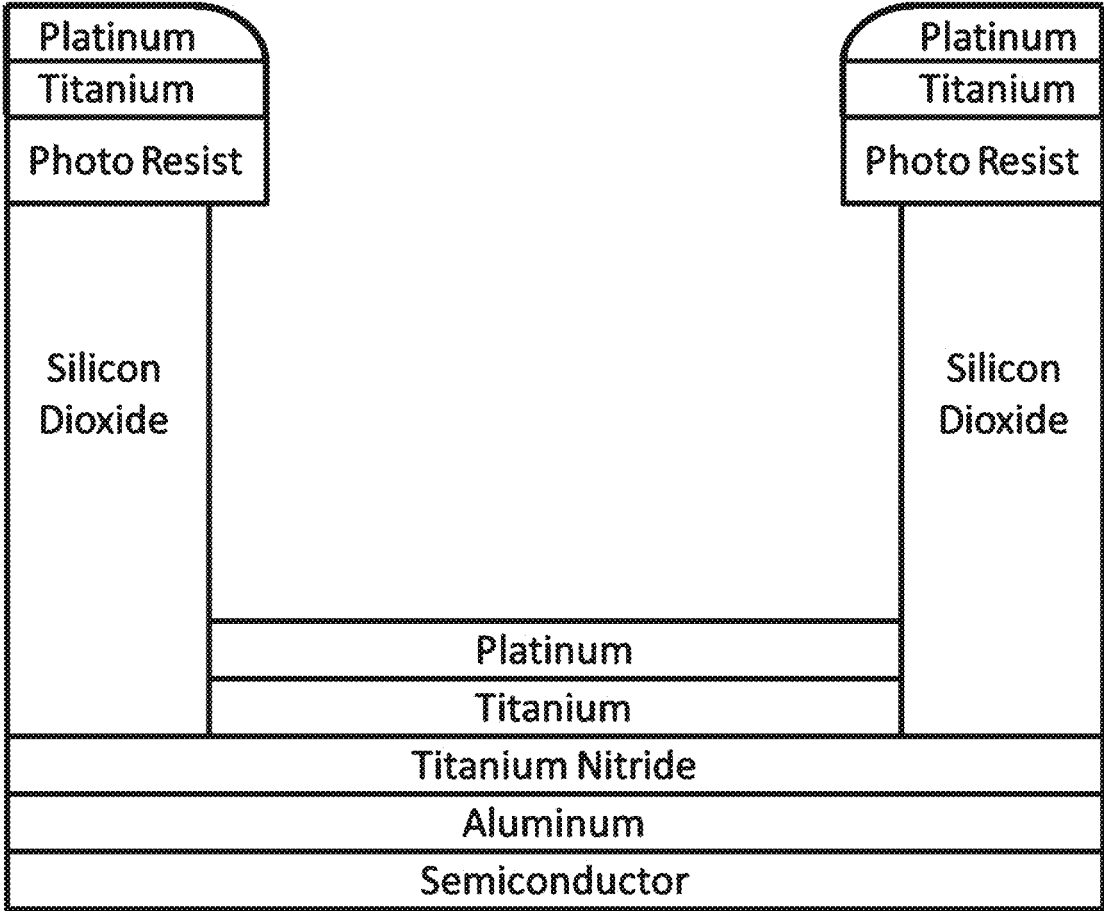 Platinum
Platinum
Titanium
Titanium
Photo Resist
Photo Resist
Silicon
Dioxide
Silicon
Dioxide
Platinum
Titanium
Titanium Nitride
Aluminum
Semiconductor